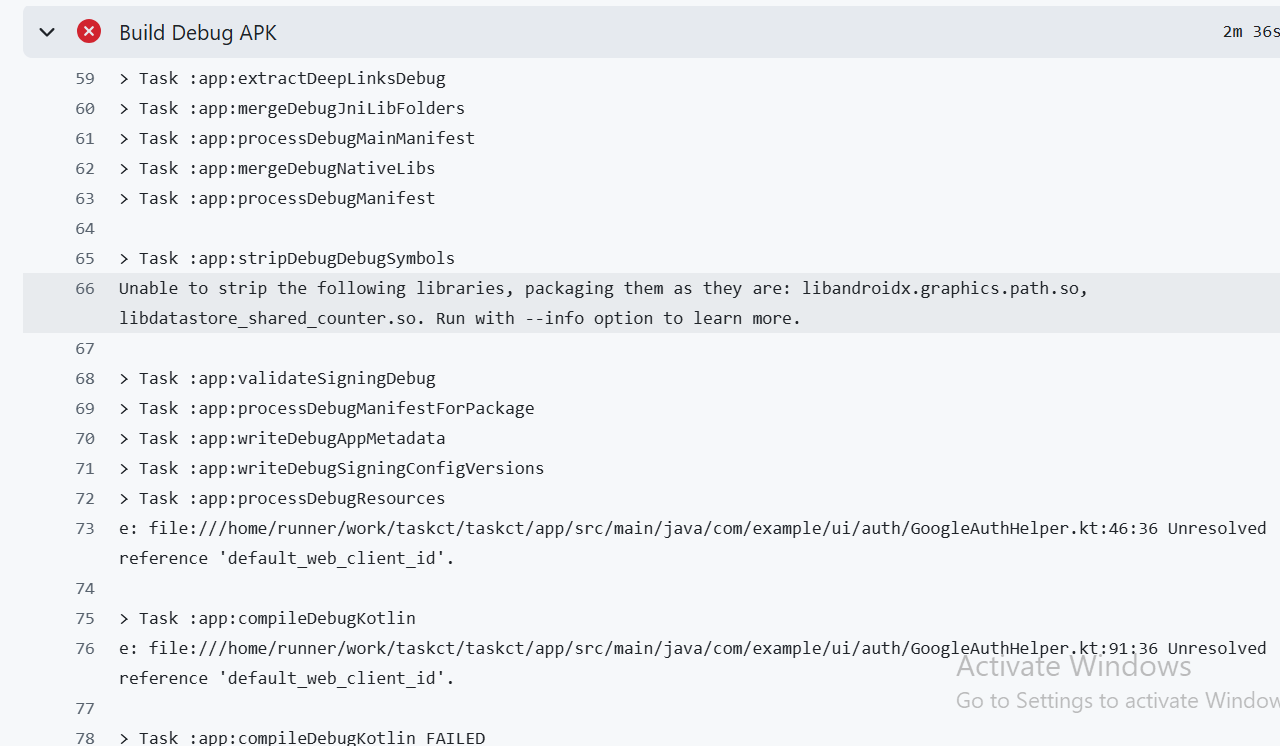 Build Debug APK 2m 36s
59 > Task :app:extractDeepLinksDebug
60 > Task :app:mergeDebugJniLibFolders
61 > Task :app:processDebugMainManifest
62 > Task :app:mergeDebugNativeLibs
63 > Task :app:processDebugManifest
64
65 > Task :app:stripDebugDebugSymbols
66 Unable to strip the following libraries, packaging them as they are: libandroidx.graphics.path.so,
libdatastore_shared_counter.so. Run with --info option to learn more.
67
68 > Task :app:validateSigningDebug
69 > Task :app:processDebugManifestForPackage
70 > Task :app:writeDebugAppMetadata
71 > Task :app:writeDebugSigningConfigVersions
72 > Task :app:processDebugResources
73 e: file:///home/runner/work/taskct/taskct/app/src/main/java/com/example/ui/auth/GoogleAuthHelper.kt:46:36 Unresolved
reference 'default_web_client_id'.
74
75 > Task :app:compileDebugKotlin
76 e: file:///home/runner/work/taskct/taskct/app/src/main/java/com/example/ui/auth/GoogleAuthHelper.kt:91:36 Unresolved
reference 'default_web_client_id'.
Activate Windows
Go to Settings to activate Window
77
78 > Task :app:compileDebugKotlin FAILED